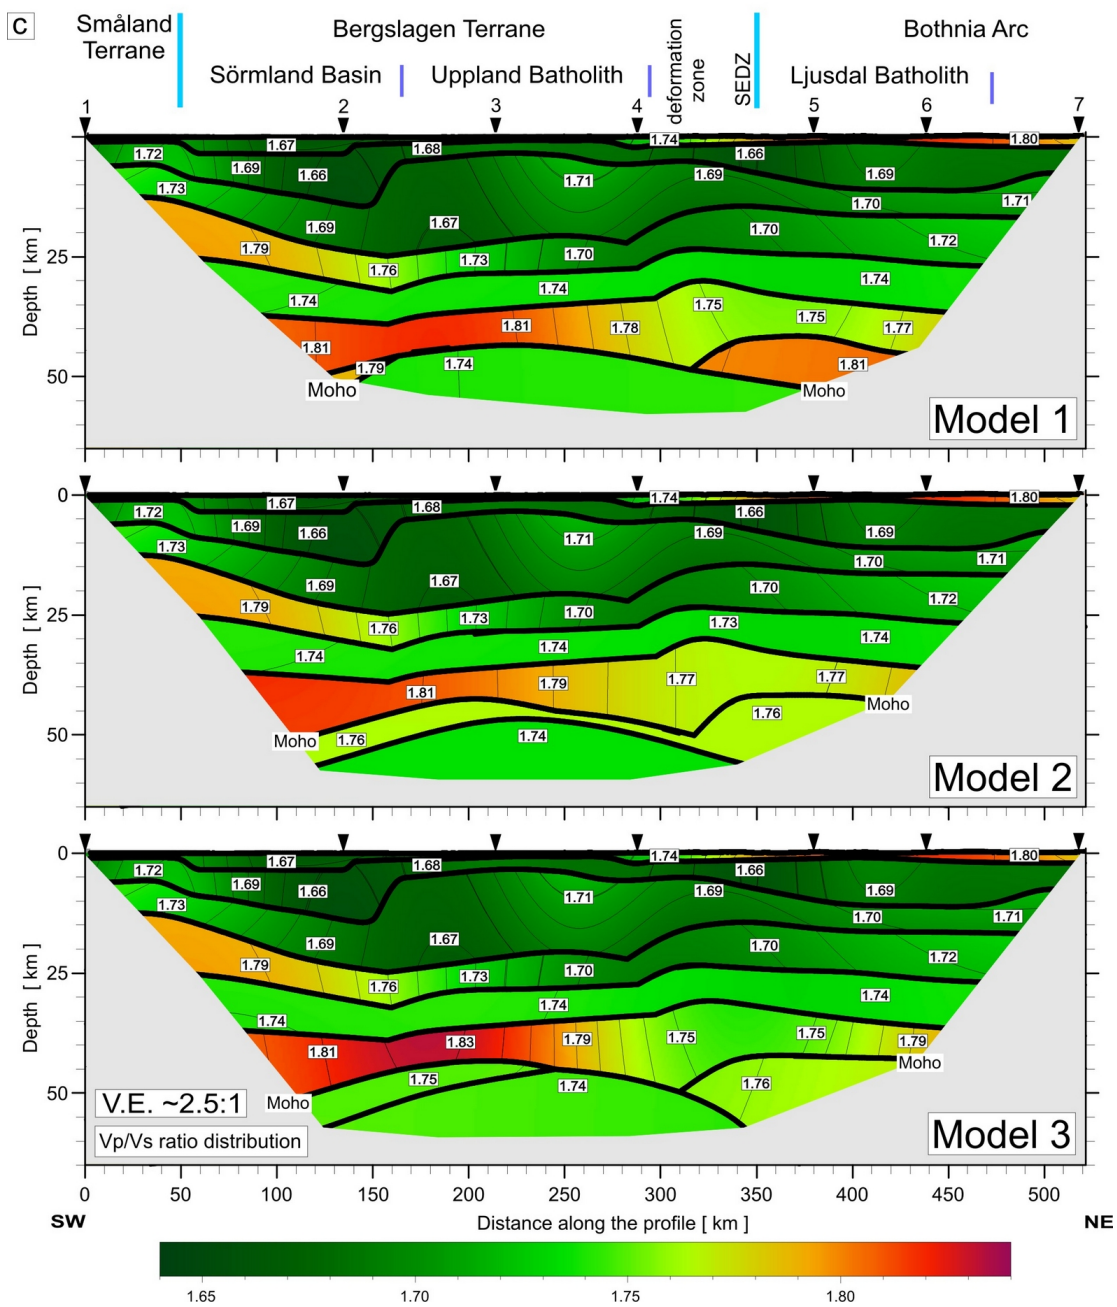 C
Småland
Terrane
Bergslagen Terrane
Bothnia Arc
Sörmland Basin
Uppland Batholith
deformation
zone
SEDZ
Ljusdal Batholith
1 2 3 4 5 6 7
1.72 1.67 1.68 1.74 1.66 1.80
1.69 1.66 1.71 1.69 1.69
1.73 1.70 1.71
1.69 1.67 1.70 1.72
1.79 1.76 1.73 1.70
1.74 1.74 1.75 1.74
1.81 1.81 1.78 1.75 1.77
1.79 1.74 1.81
25
50
Depth [ km ]
Moho
Moho
Model 1
0
25
50
Depth [ km ]
1.72 1.67 1.68 1.74 1.66 1.80
1.69 1.66 1.71 1.69 1.69
1.73 1.70 1.71
1.69 1.67 1.70 1.72
1.79 1.76 1.73 1.70 1.73
1.74 1.74 1.74
1.81 1.79 1.77 1.77
1.76 1.74 1.76
Moho
Moho
Model 2
0
25
50
Depth [ km ]
1.72 1.67 1.68 1.74 1.66 1.80
1.69 1.66 1.71 1.69 1.69
1.73 1.70 1.71
1.69 1.67 1.70 1.72
1.79 1.76 1.73 1.70
1.74 1.74 1.74
1.81 1.83 1.79 1.75 1.75 1.79
1.75 1.74 1.76
Moho
Moho
V.E. ~2.5:1
Vp/Vs ratio distribution
Model 3
0 50 100 150 200 250 300 350 400 450 500
SW
Distance along the profile [ km ]
NE
1.65 1.70 1.75 1.80